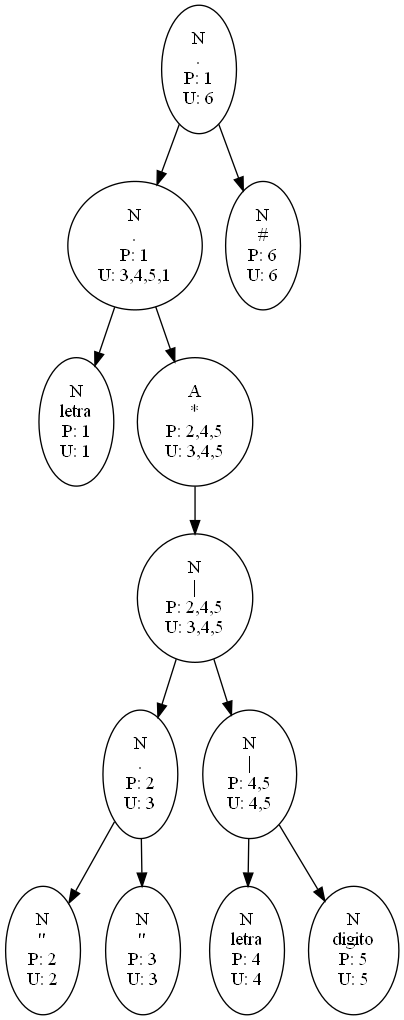 N
.
P: 1
U: 6
N
.
P: 1
U: 3,4,5,1
N
#
P: 6
U: 6
N
letra
P: 1
U: 1
A
*
P: 2,4,5
U: 3,4,5
N
|
P: 2,4,5
U: 3,4,5
N
.
P: 2
U: 3
N
|
P: 4,5
U: 4,5
N
"
P: 2
U: 2
N
"
P: 3
U: 3
N
letra
P: 4
U: 4
N
digito
P: 5
U: 5